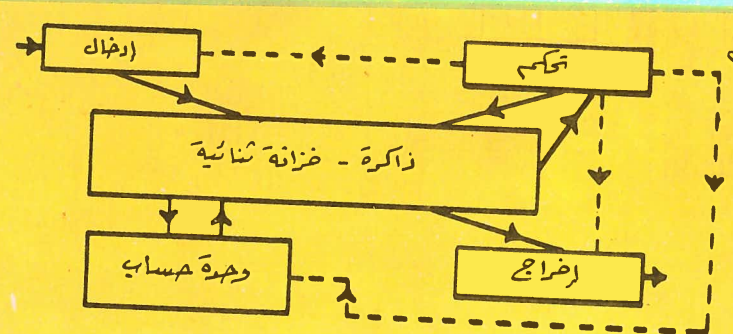 إدخال
تحكم
ذاكرة - خزانة ثنائية
وحدة حساب
إخراج